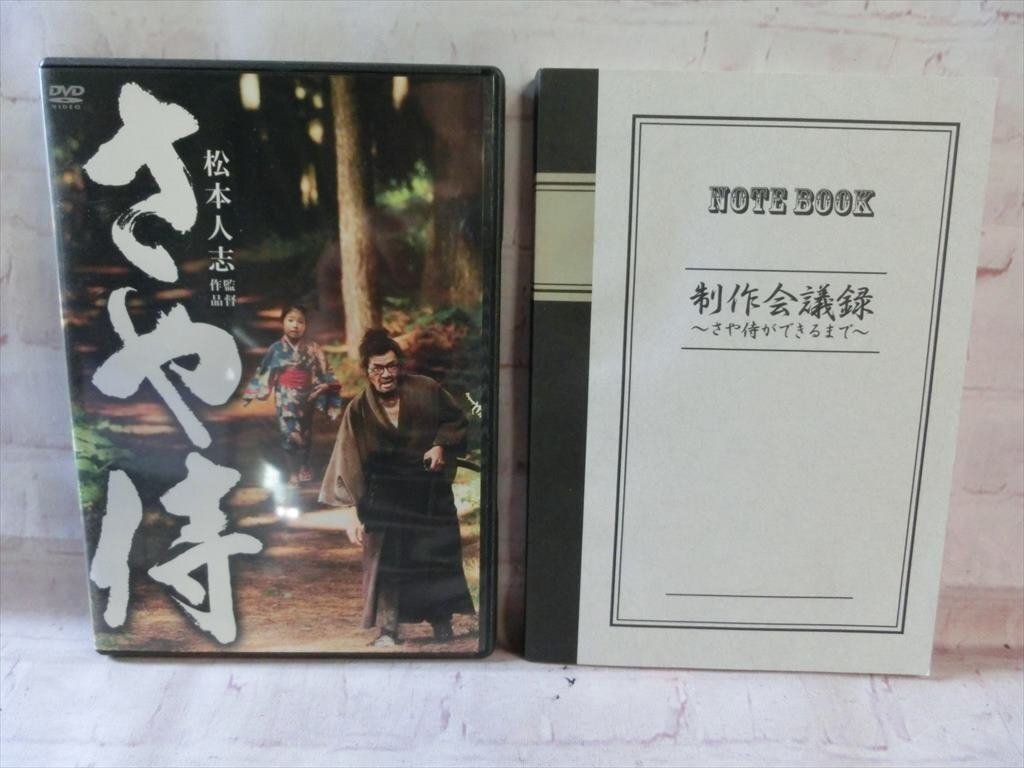 DVD
VIDEO
さや侍
松本人志
監督
作品
NOTE BOOK
制作会議録
〜さや侍ができるまで〜